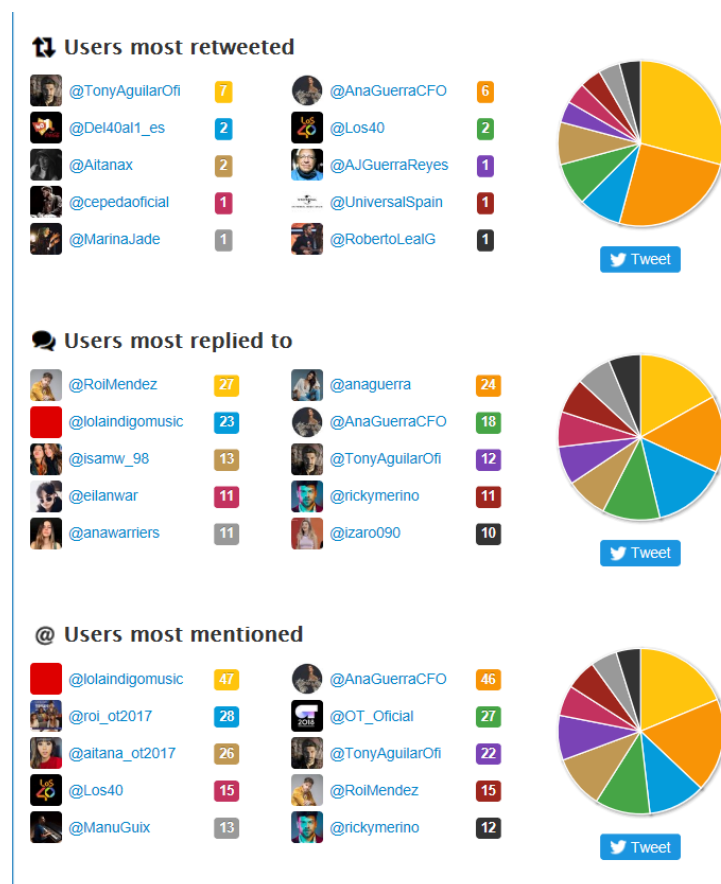 Users most retweeted
@TonyAguilarOfi 7 @AnaGuerraCFO 6
@Del40al1_es 2 @Los40 2
@Aitanax 2 @AJGuerraReyes 1
@cepedaoficial 1 @UniversalSpain 1
@MarinaJade 1 @RobertoLealG 1
Tweet
Users most replied to
@RoiMendez 27 @anaguerra 24
@lolaindigomusic 23 @AnaGuerraCFO 18
@isamw_98 13 @TonyAguilarOfi 12
@eilanwar 11 @rickymerino 11
@anawarriers 11 @izaro090 10
Tweet
@ Users most mentioned
@lolaindigomusic 47 @AnaGuerraCFO 46
@roi_ot2017 28 @OT_Oficial 27
@aitana_ot2017 26 @TonyAguilarOfi 22
@Los40 15 @RoiMendez 15
@ManuGuix 13 @rickymerino 12
Tweet